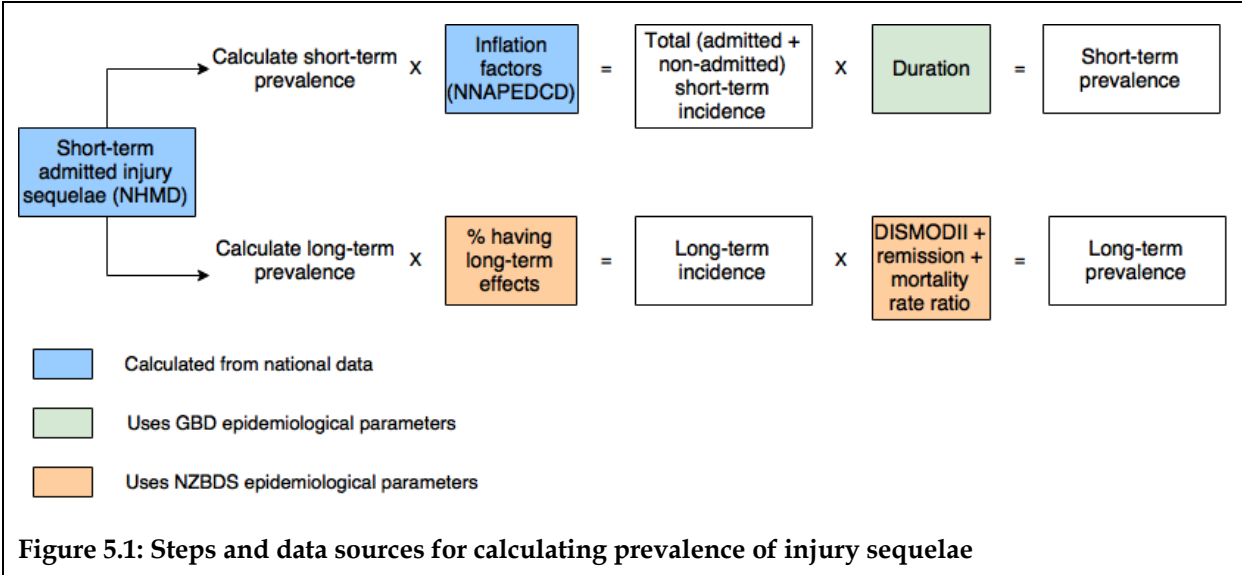 Calculate short-term
prevalence
X
Inflation
factors
(NNAPEDCD)
=
Total (admitted +
non-admitted)
short-term
incidence
X
Duration
=
Short-term
prevalence
Short-term
admitted injury
sequelae (NHMD)
Calculate long-term
prevalence
X
% having
long-term
effects
=
Long-term
incidence
X
DISMODII +
remission +
mortality
rate ratio
=
Long-term
prevalence
Calculated from national data
Uses GBD epidemiological parameters
Uses NZBDS epidemiological parameters
Figure 5.1: Steps and data sources for calculating prevalence of injury sequelae